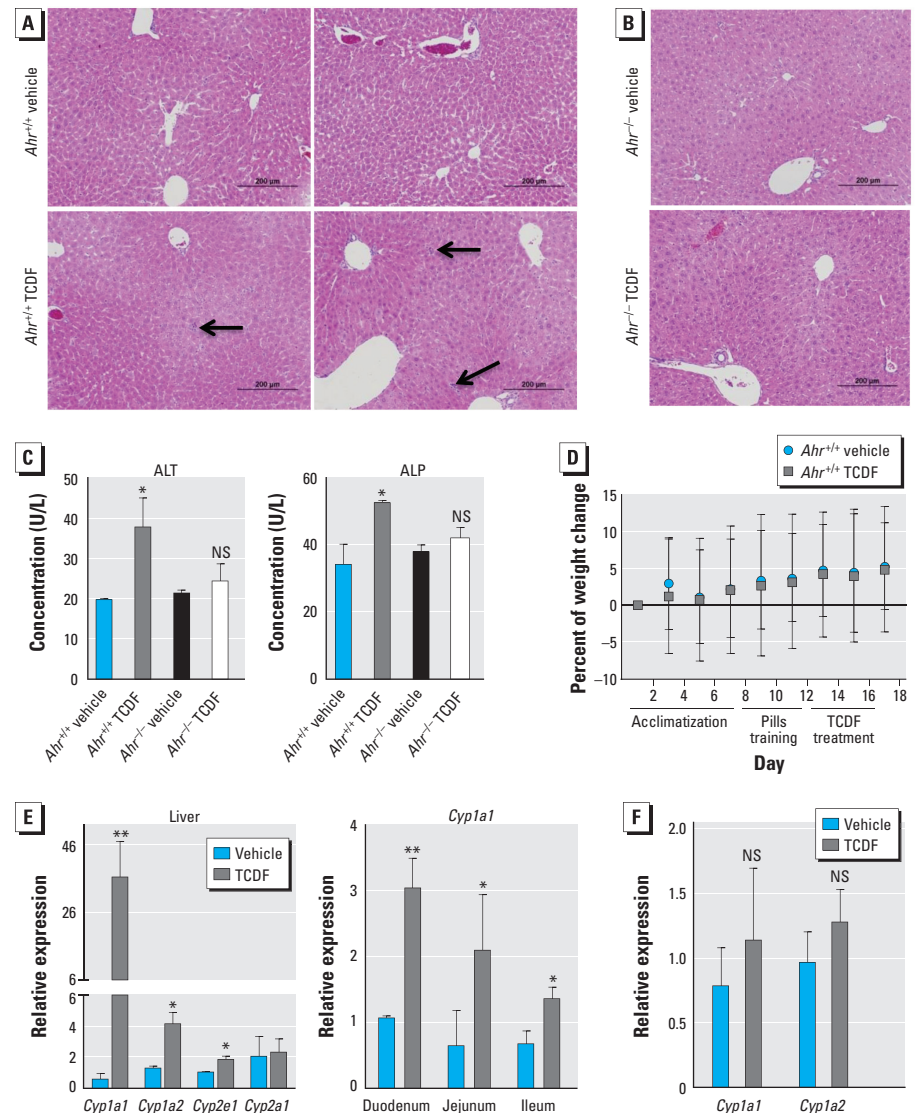 A
B
Ahr+/+ vehicle
Ahr−/− vehicle
200 µm
200 µm
200 µm
Ahr+/+ TCDF
Ahr−/− TCDF
200 µm
200 µm
200 µm
C
ALT
Concentration (U/L)
50
40
30
20
10
0
*
NS
Ahr+/+ vehicle
Ahr+/+ TCDF
Ahr−/− vehicle
Ahr−/− TCDF
ALP
Concentration (U/L)
60
40
20
0
*
NS
Ahr+/+ vehicle
Ahr+/+ TCDF
Ahr−/− vehicle
Ahr−/− TCDF
D
Ahr+/+ vehicle
Ahr+/+ TCDF
Percent of weight change
15
10
5
0
−5
−10
2 4 6 8 10 12 14 16 18
Acclimatization
Pills training
TCDF treatment
Day
E
Liver
Vehicle
TCDF
Relative expression
46
26
6
6
4
2
0
**
*
*
Cyp1a1 Cyp1a2 Cyp2e1 Cyp2a1
Cyp1a1
Relative expression
4
3
2
1
0
**
*
*
Duodenum Jejunum Ileum
F
Vehicle
TCDF
Relative expression
2.0
1.5
1.0
0.5
0
NS
NS
Cyp1a1 Cyp1a2